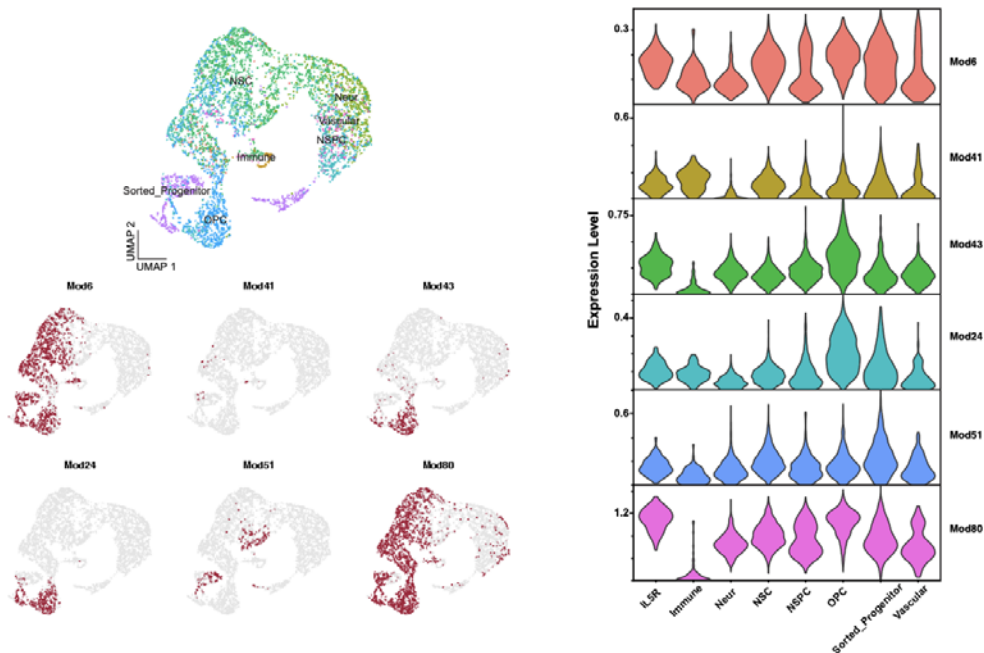 NSC
Neur
Vascular
NSPC
Immune
Sorted_Progenitor
OPC
UMAP 2
UMAP 1
Mod6
Mod41
Mod43
Mod24
Mod51
Mod80
Expression Level
0.3
Mod6
0.6
Mod41
0.75
Mod43
0.4
Mod24
0.6
Mod51
1.2
Mod80
IL5R
Immune
Neur
NSC
NSPC
OPC
Sorted_Progenitor
Vascular